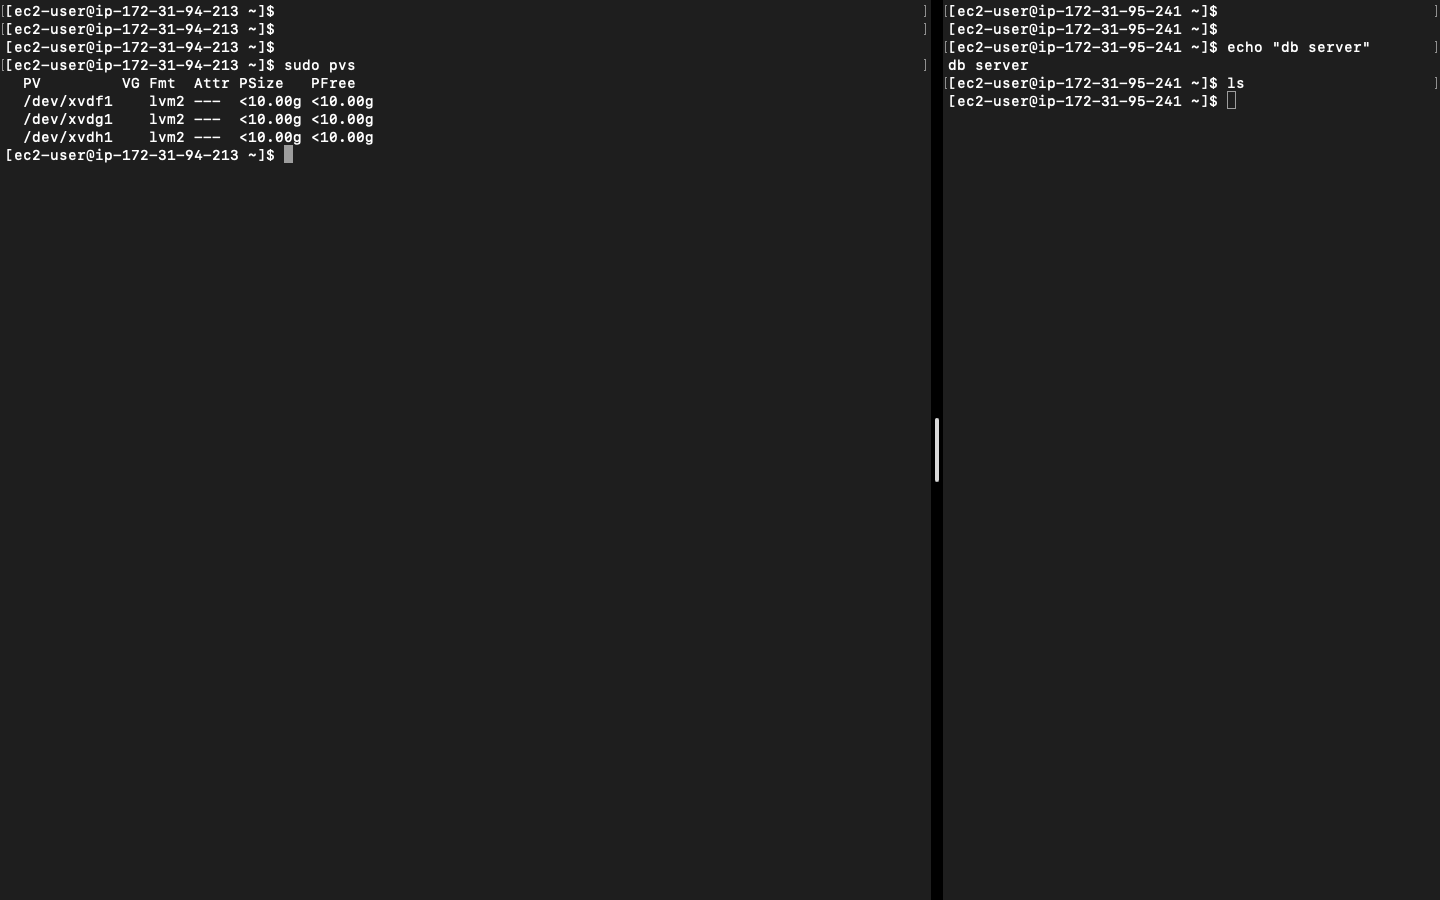 [ec2-user@ip-172-31-94-213 ~]$
[ec2-user@ip-172-31-94-213 ~]$
[ec2-user@ip-172-31-94-213 ~]$
[ec2-user@ip-172-31-94-213 ~]$ sudo pvs
  PV         VG Fmt  Attr PSize   PFree
  /dev/xvdf1    lvm2 ---  <10.00g <10.00g
  /dev/xvdg1    lvm2 ---  <10.00g <10.00g
  /dev/xvdh1    lvm2 ---  <10.00g <10.00g
[ec2-user@ip-172-31-94-213 ~]$
[ec2-user@ip-172-31-95-241 ~]$
[ec2-user@ip-172-31-95-241 ~]$
[ec2-user@ip-172-31-95-241 ~]$ echo "db server"
db server
[ec2-user@ip-172-31-95-241 ~]$ ls
[ec2-user@ip-172-31-95-241 ~]$